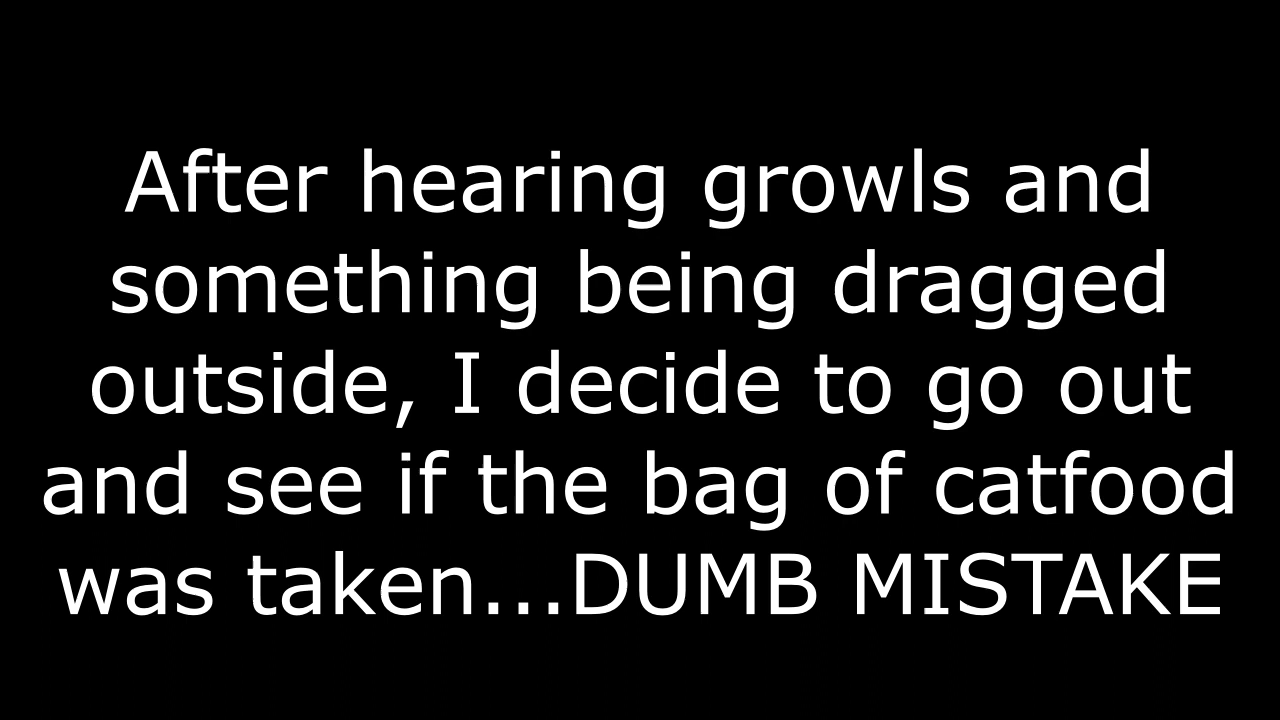 After hearing growls and
something being dragged
outside, I decide to go out
and see if the bag of catfood
was taken...DUMB MISTAKE